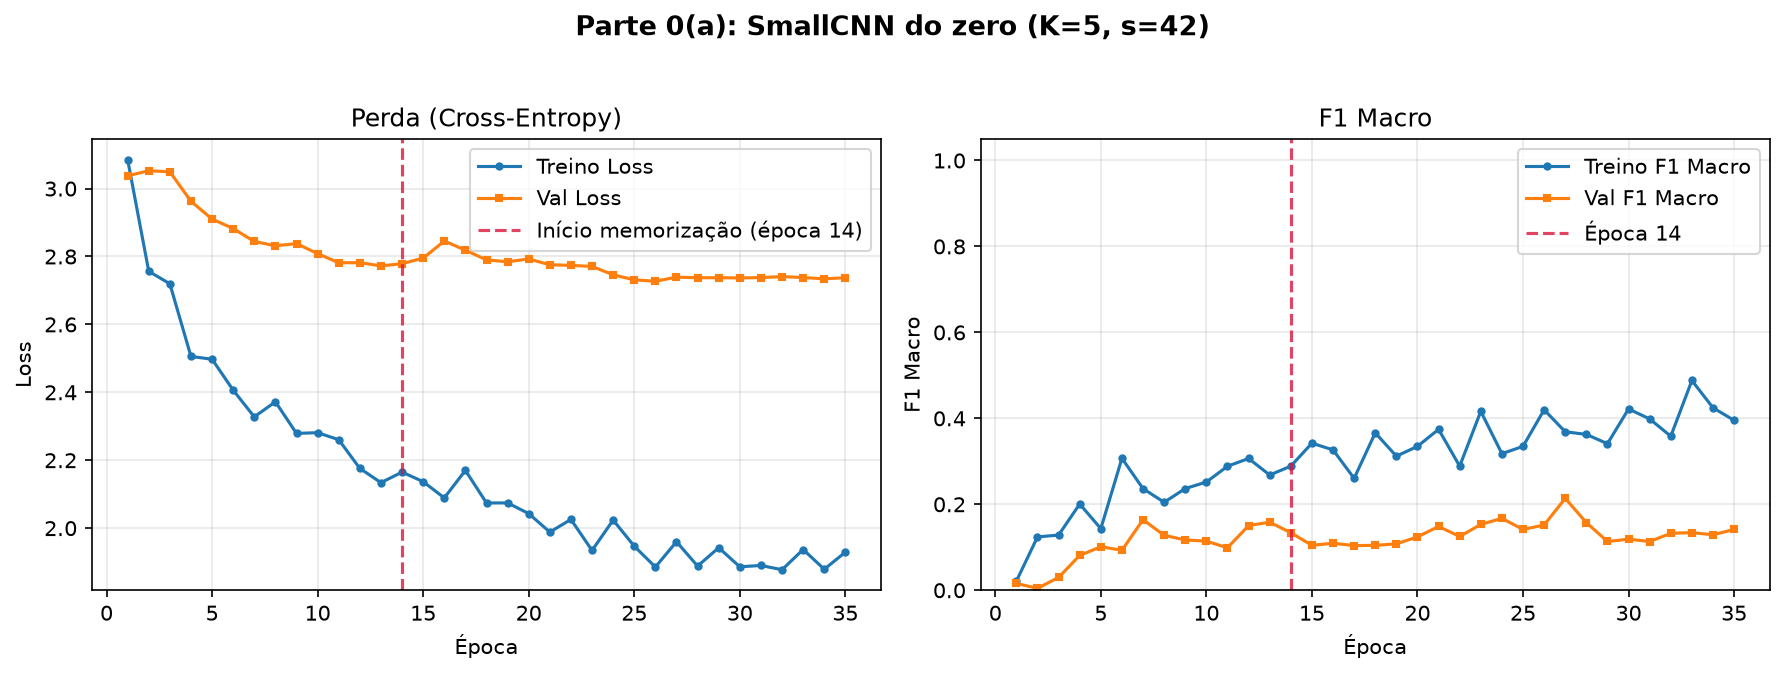 Parte 0(a): SmallCNN do zero (K=5, s=42)
Perda (Cross-Entropy)
Treino Loss
Val Loss
Início memorização (época 14)
Loss
3.0
2.8
2.6
2.4
2.2
2.0
0 5 10 15 20 25 30 35
Época
F1 Macro
Treino F1 Macro
Val F1 Macro
Época 14
F1 Macro
1.0
0.8
0.6
0.4
0.2
0.0
0 5 10 15 20 25 30 35
Época